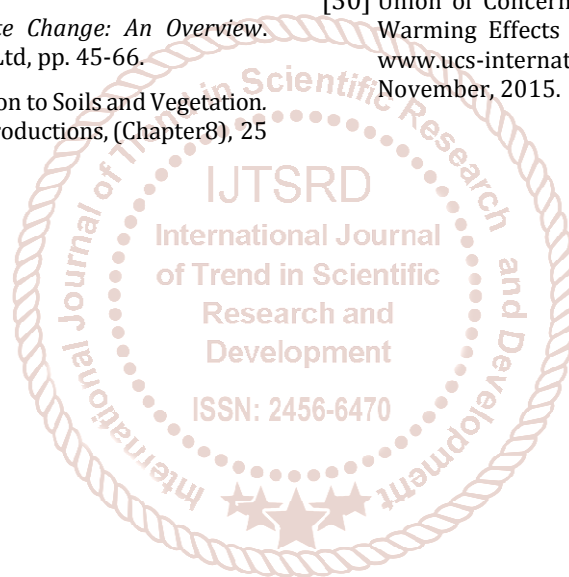 te Change: An Overview.
Ltd, pp. 45-66.
on to Soils and Vegetation.
roductions, (Chapter8), 25
[30] Union of Concern
Warming Effects
www.ucs-internat
November, 2015.
International Journal of Trend in Scientific Research and Development
IJTSRD
International Journal
of Trend in Scientific
Research and
Development
ISSN: 2456-6470